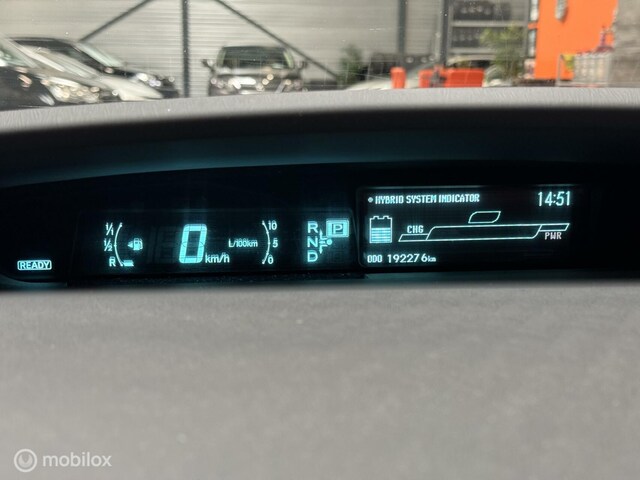 HYBRID SYSTEM INDICATOR 14:51
1/1
1/2
R
0 km/h
L/100km
10
5
0
R
N
D
P
B
CHG
PWR
ODO 192276km
READY
mobilox